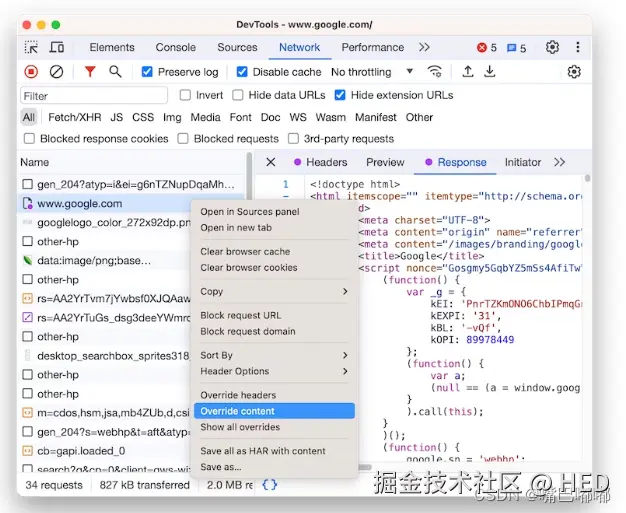 DevTools - www.google.com/
Elements Console Sources Network Performance 5 5
Preserve log Disable cache No throttling
Filter Invert Hide data URLs Hide extension URLs
All Fetch/XHR JS CSS Img Media Font Doc WS Wasm Manifest Other
Blocked response cookies Blocked requests 3rd-party requests
Name
gen_204?atyp=i&ei=g6nTZNupDqaMh...
www.google.com
googlelogo_color_272x92dp.pn
other-hp
data:image/png;base...
other-hp
rs=AA2YrTvm7jYwbsf0XJQAaw
rs=AA2YrTuGs_dsg3deeYWmro
other-hp
desktop_searchbox_sprites318_
other-hp
other-hp
m=cdos,hsm,jsa,mb4ZUb,d,csi
gen_204?s=webhp&t=aft&atyp=
cb=gapi.loaded_0
search?q&cp=0&client=gws-wiz
34 requests 827 kB transferred 2.0 MB re
Open in Sources panel
Open in new tab
Clear browser cache
Clear browser cookies
Copy
Block request URL
Block request domain
Sort By
Header Options
Override headers
Override content
Show all overrides
Save all as HAR with content
Save as...
Headers Preview Response Initiator
1 <!doctype html>
<html itemscope="" itemtype="http://schema.or
d>
<meta charset="UTF-8">
<meta content="origin" name="referrer"
<meta content="/images/branding/goog
<title>Google</title>
<script nonce="Gosgmy5GqbYZ5mSs4AfiTw
(function() {
var _g = {
kEI: 'PnrTZKmONO6ChbIPmqGr
kEXPI: '31',
kBL: '-vQf',
kOPI: 89978449
};
(function() {
var a;
(null == (a = window.goog
}
).call(this);
}
)();
(function() {
google.sn = 'webhp';
{}
掘金技术社区 @ HED
CSDN @嘴巴嘟嘟